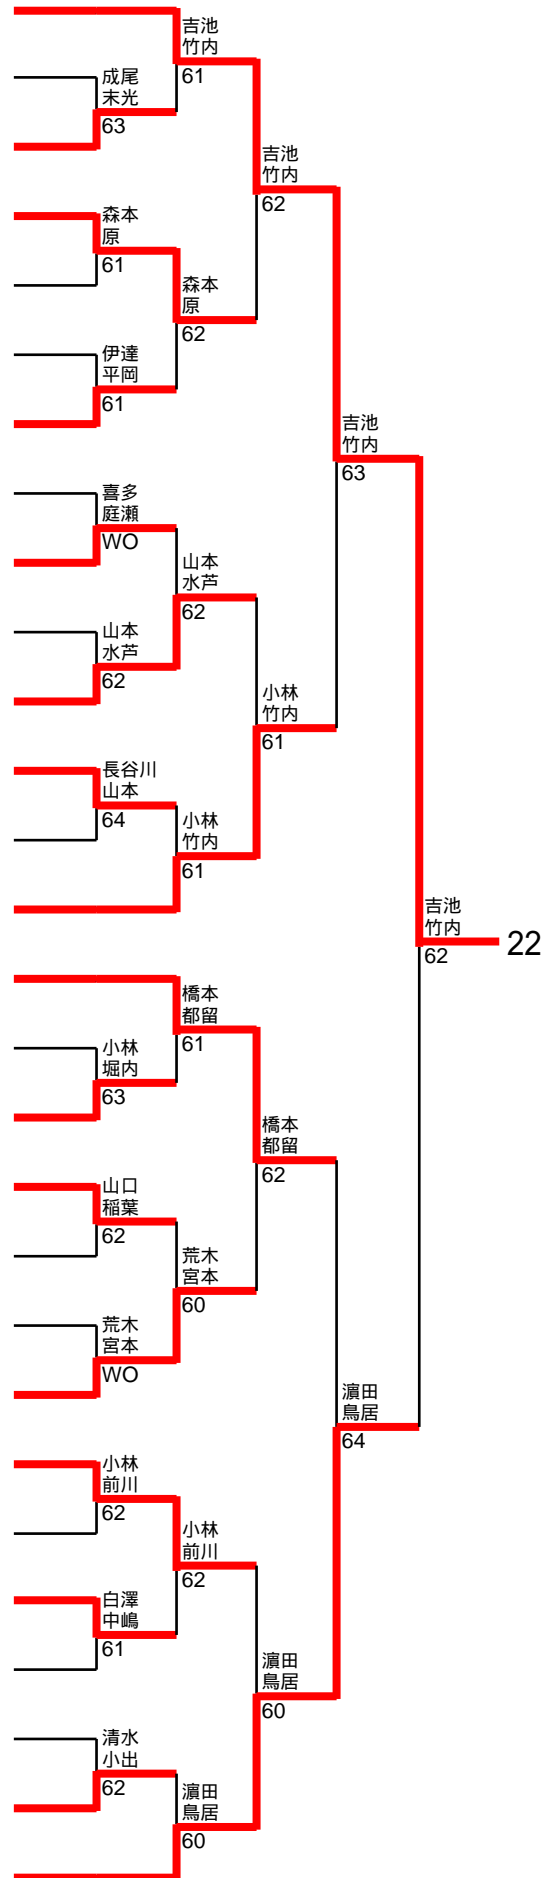 吉池
竹内
61
成尾
末光
63
吉池
竹内
62
森本
原
61
森本
原
62
伊達
平岡
61
吉池
竹内
63
喜多
庭瀬
WO
山本
水芦
62
山本
水芦
62
小林
竹内
61
長谷川
山本
64
小林
竹内
61
吉池
竹内
62
22
橋本
都留
61
小林
堀内
63
橋本
都留
62
山口
稲葉
62
荒木
宮本
60
荒木
宮本
WO
濵田
鳥居
64
小林
前川
62
小林
前川
62
白澤
中嶋
61
濵田
鳥居
60
清水
小出
62
濵田
鳥居
60